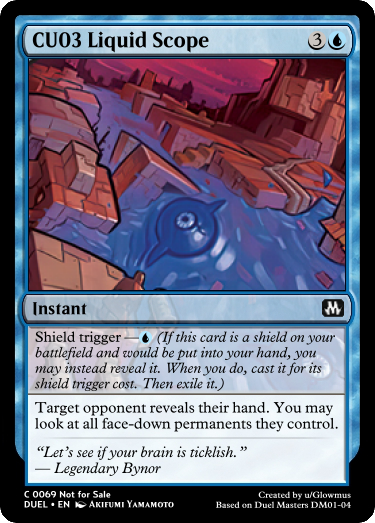 CU03 Liquid Scope 3
Instant
Shield trigger — (If this card is a shield on your
battlefield and would be put into your hand, you
may instead reveal it. When you do, cast it for its
shield trigger cost. Then exile it.)
Target opponent reveals their hand. You may
look at all face-down permanents they control.
“Let’s see if your brain is ticklish.”
— Legendary Bynor
C 0069 Not for Sale
DUEL • EN Akifumi Yamamoto
Created by u/Glowmus
Based on Duel Masters DM01-04